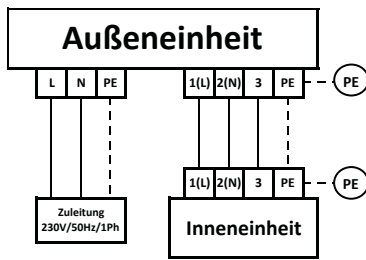 Außeneinheit
L N PE 1(L) 2(N) 3 PE PE
1(L) 2(N) 3 PE PE
Zuleitung
230V/50Hz/1Ph
Inneneinheit